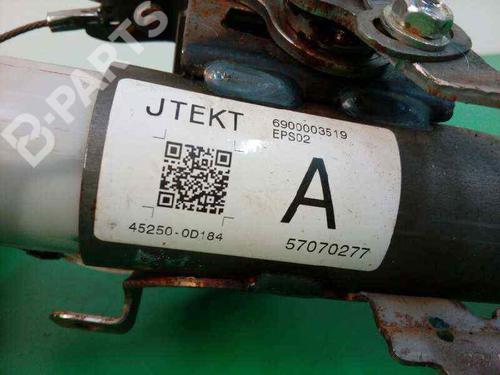 B-PARTS
JTEKT
6900003519
EPS02
A
45250-0D184
57070277